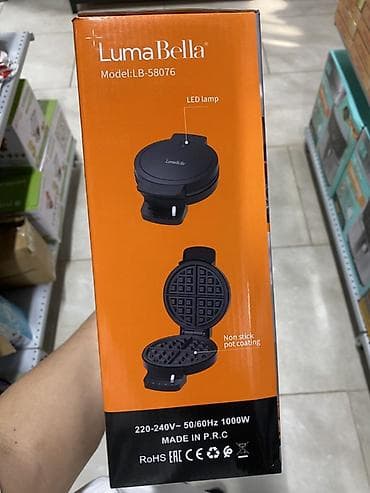 LumaBella®
Model:LB-58076
LED lamp
LumaBella
Non stick
pot coating
220-240V~ 50/60Hz 1000W
MADE IN P.R.C
RoHS EAC CE